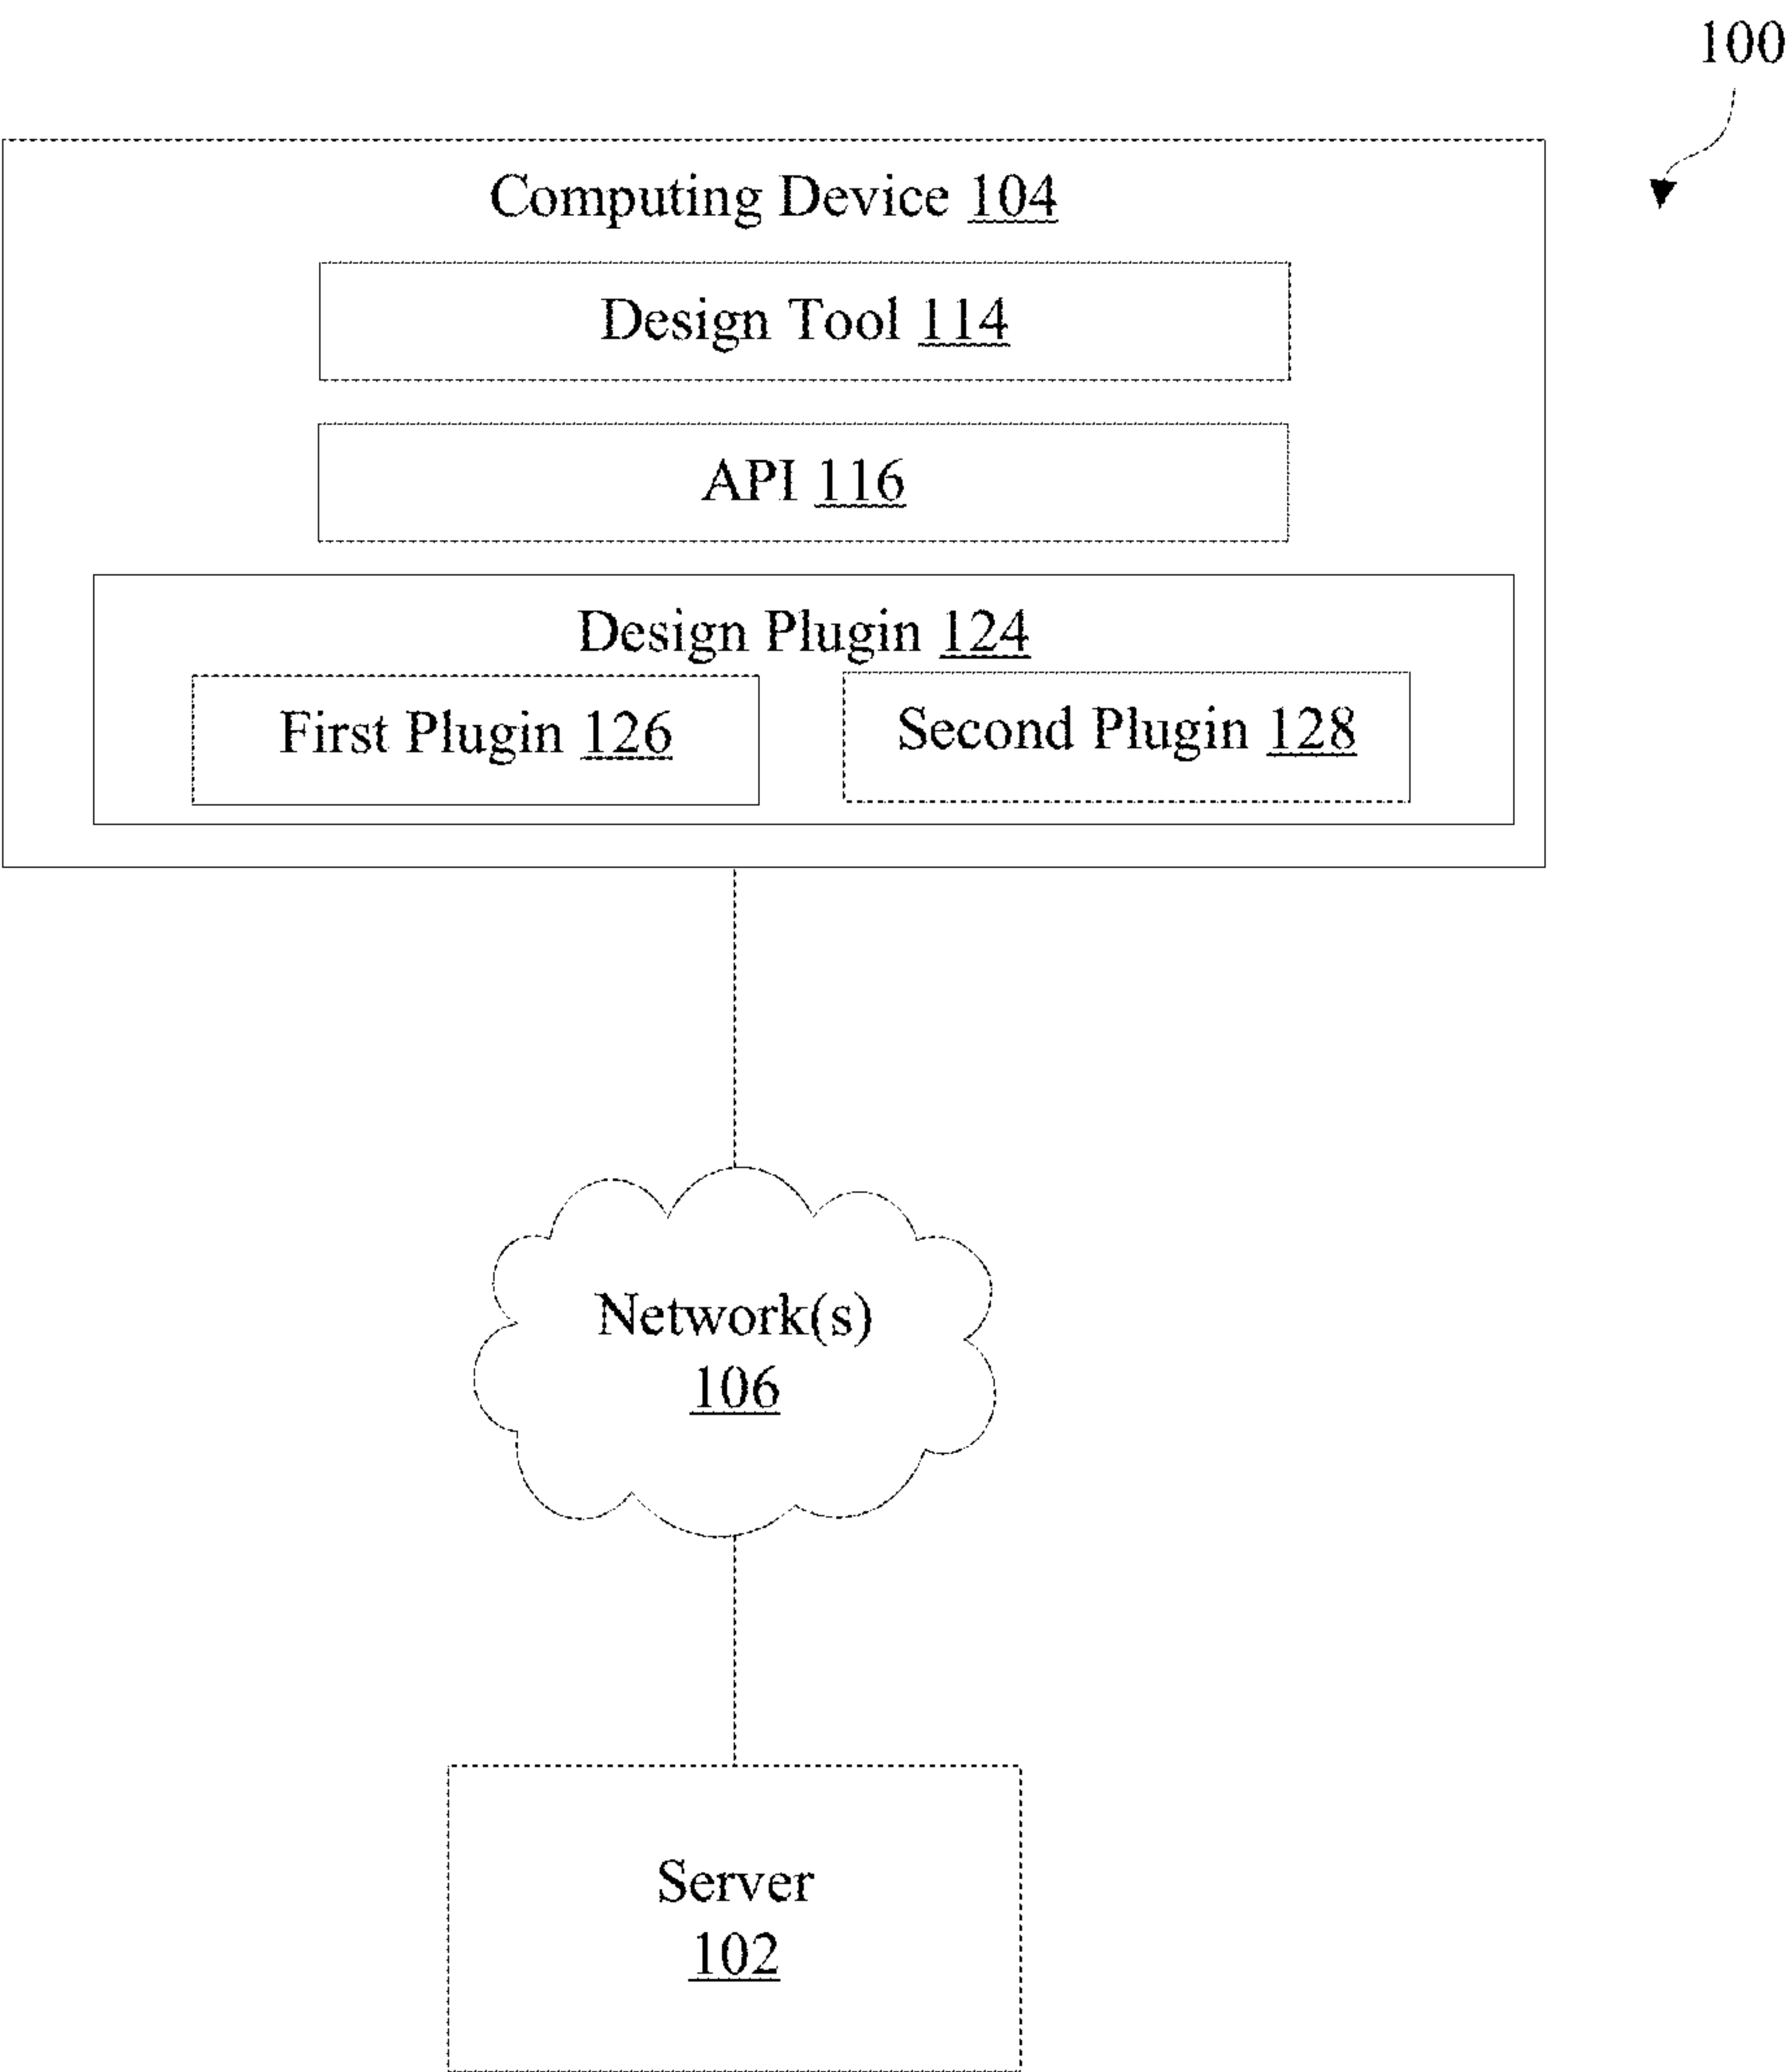 100
Computing Device 104
Design Tool 114
API 116
Design Plugin 124
First Plugin 126
Second Plugin 128
Network(s)
106
Server
102